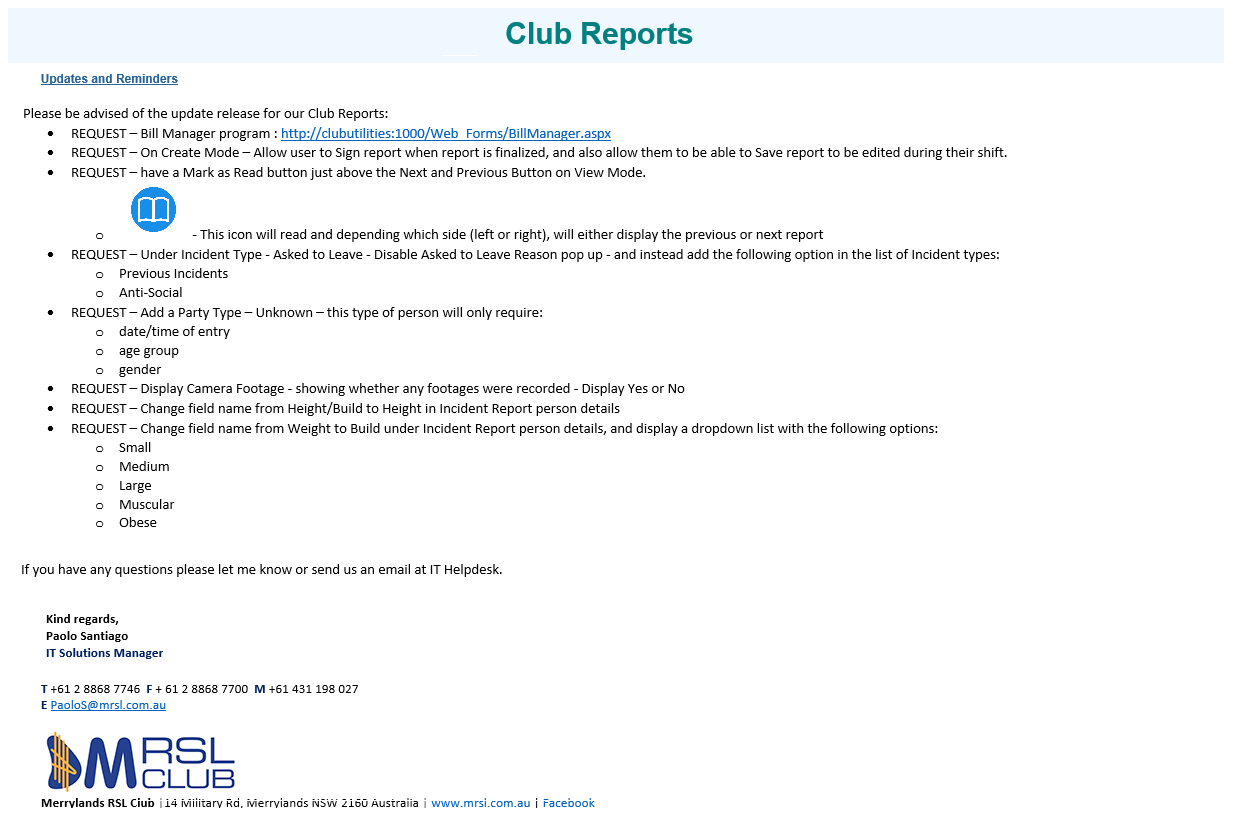 Club Reports
Updates and Reminders
Please be advised of the update release for our Club Reports:
• REQUEST – Bill Manager program : http://clubutilities:1000/Web_Forms/BillManager.aspx
• REQUEST – On Create Mode – Allow user to Sign report when report is finalized, and also allow them to be able to Save report to be edited during their shift.
• REQUEST – have a Mark as Read button just above the Next and Previous Button on View Mode.
o - This icon will read and depending which side (left or right), will either display the previous or next report
• REQUEST – Under Incident Type - Asked to Leave - Disable Asked to Leave Reason pop up - and instead add the following option in the list of Incident types:
o Previous Incidents
o Anti-Social
• REQUEST – Add a Party Type – Unknown – this type of person will only require:
o date/time of entry
o age group
o gender
• REQUEST – Display Camera Footage - showing whether any footages were recorded - Display Yes or No
• REQUEST – Change field name from Height/Build to Height in Incident Report person details
• REQUEST – Change field name from Weight to Build under Incident Report person details, and display a dropdown list with the following options:
o Small
o Medium
o Large
o Muscular
o Obese
If you have any questions please let me know or send us an email at IT Helpdesk.
Kind regards,
Paolo Santiago
IT Solutions Manager
T +61 2 8868 7746 F + 61 2 8868 7700 M +61 431 198 027
E PaoloS@mrsl.com.au
M RSL CLUB
Merrylands RSL Club | 14 Military Rd, Merrylands NSW 2160 Australia | www.mrsl.com.au | Facebook